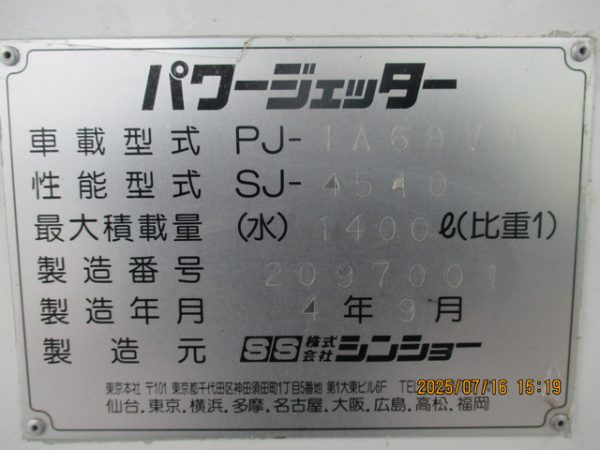 パワージェッター
車載型式 PJ-1A68VB
性能型式 SJ-4540
最大積載量 (水) 1400 ℓ(比重1)
製造番号 2097001
製造年月 4年9月
製造元 SS 株式会社 シンショー
東京本社 〒101 東京都千代田区神田須田町1丁目5番地 第1大東ビル6F TEL
仙台.東京.横浜.多摩.名古屋.大阪.広島.高松.福岡
2025/07/16 15:19